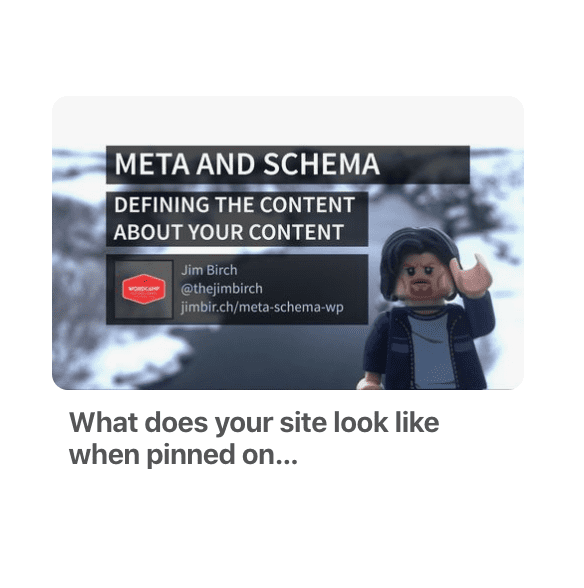 META AND SCHEMA
DEFINING THE CONTENT
ABOUT YOUR CONTENT
WORDCAMP
Jim Birch
@thejimbirch
jimbir.ch/meta-schema-wp
What does your site look like
when pinned on...